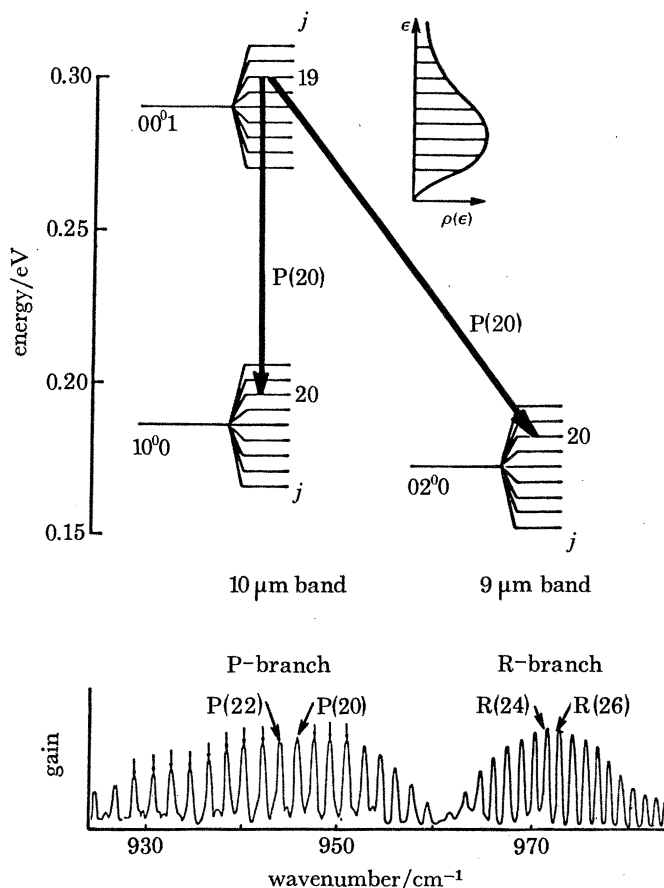 j
ϵ
0.30
19
00⁰1
ρ(ϵ)
0.25
energy/eV
P(20)
P(20)
0.20
20
20
10⁰0
02⁰0
j
j
0.15
10 μm band
9 μm band
P-branch
R-branch
P(22)
P(20)
R(24)
R(26)
gain
930
950
970
wavenumber/cm⁻¹